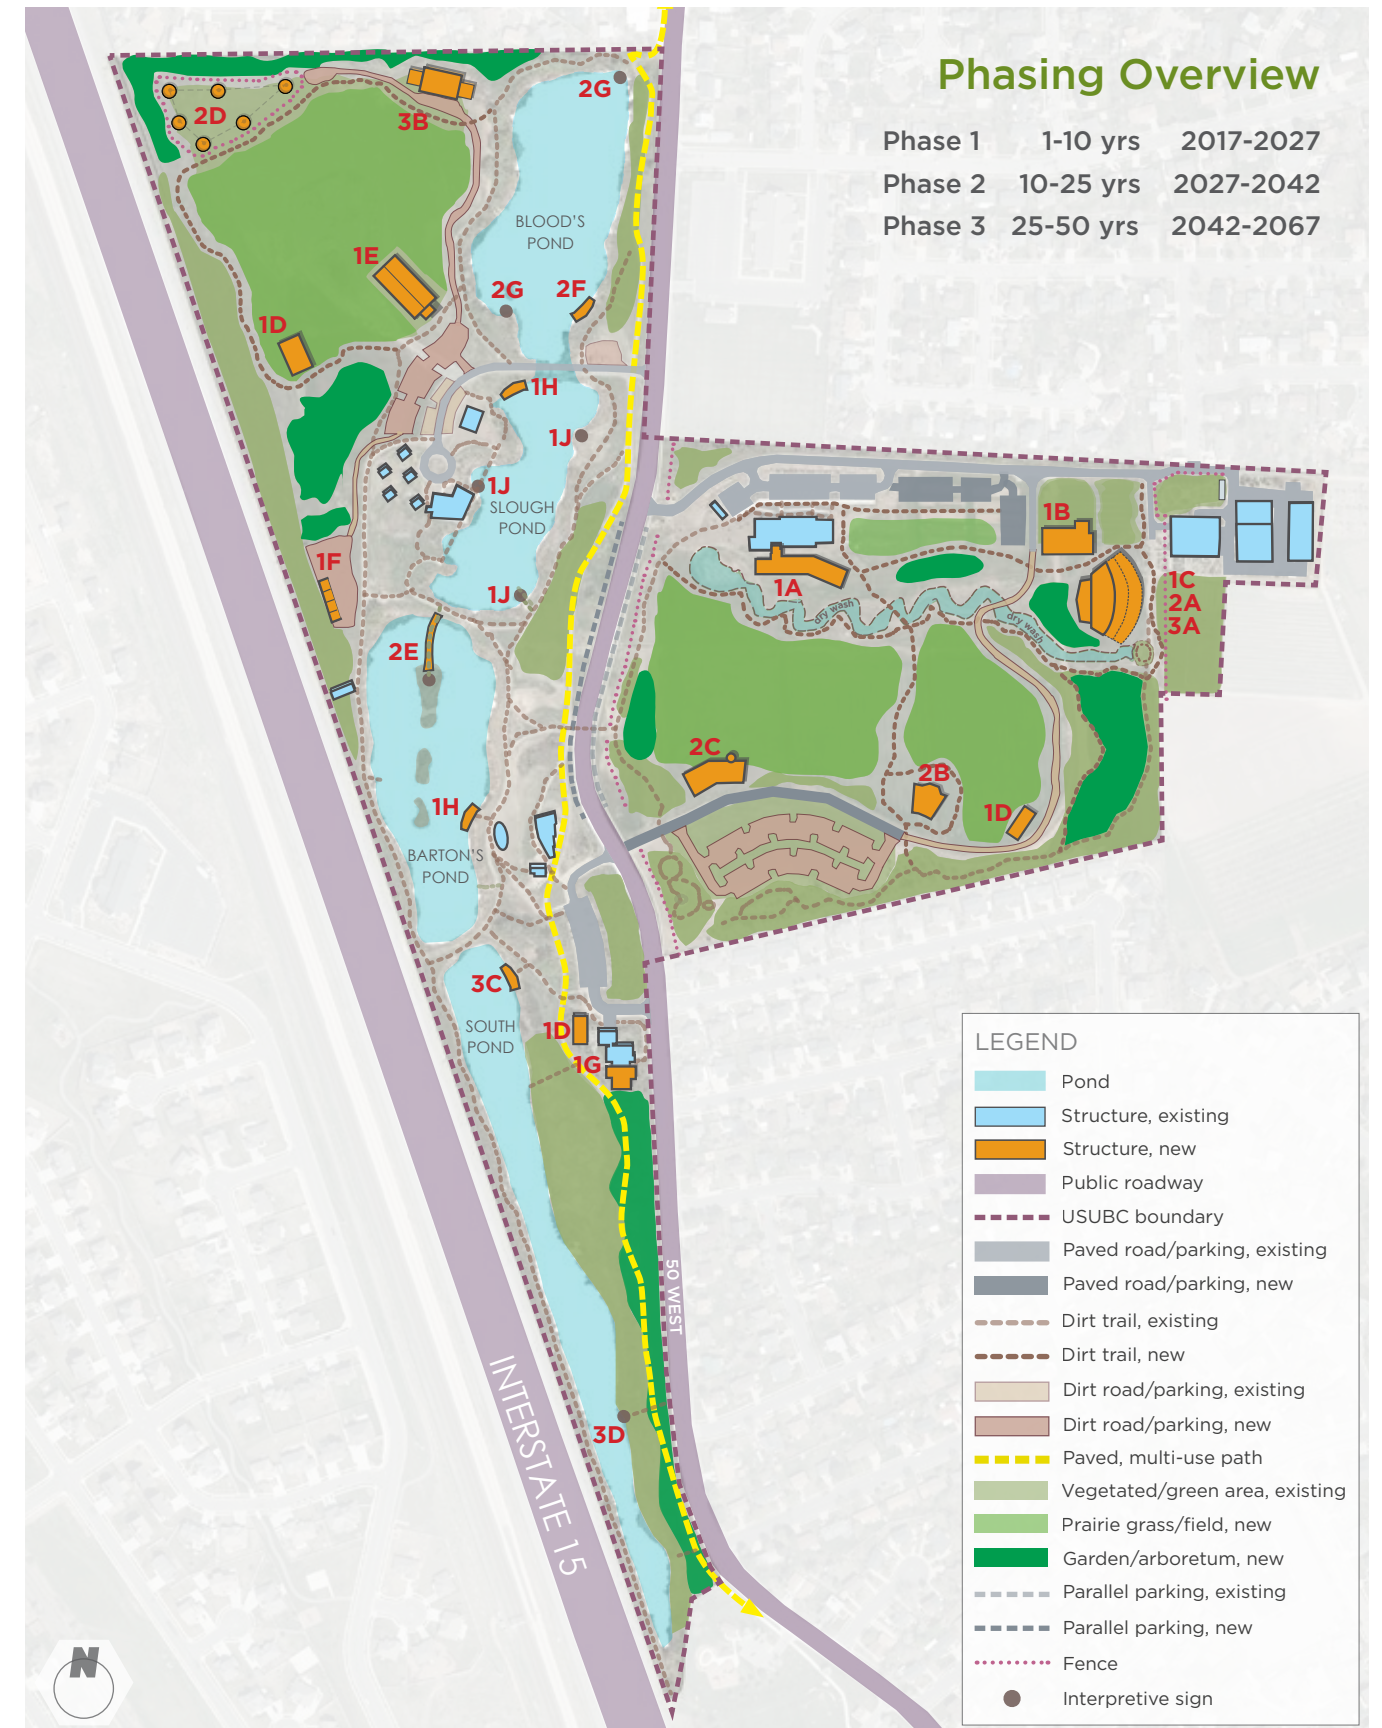 Phasing Overview
Phase 1 1-10 yrs 2017-2027
Phase 2 10-25 yrs 2027-2042
Phase 3 25-50 yrs 2042-2067
2G
2D
3B
BLOOD'S
POND
1E
2G
2F
1D
1H
1J
1J
SLOUGH
POND
1B
1F
1A
1C
2A
3A
1J
dry wash
dry wash
2E
2C
2B
1H
1D
BARTON'S
POND
3C
SOUTH
POND
1D
1G
50 WEST
INTERSTATE 15
3D
N
LEGEND
Pond
Structure, existing
Structure, new
Public roadway
USUBC boundary
Paved road/parking, existing
Paved road/parking, new
Dirt trail, existing
Dirt trail, new
Dirt road/parking, existing
Dirt road/parking, new
Paved, multi-use path
Vegetated/green area, existing
Prairie grass/field, new
Garden/arboretum, new
Parallel parking, existing
Parallel parking, new
Fence
Interpretive sign